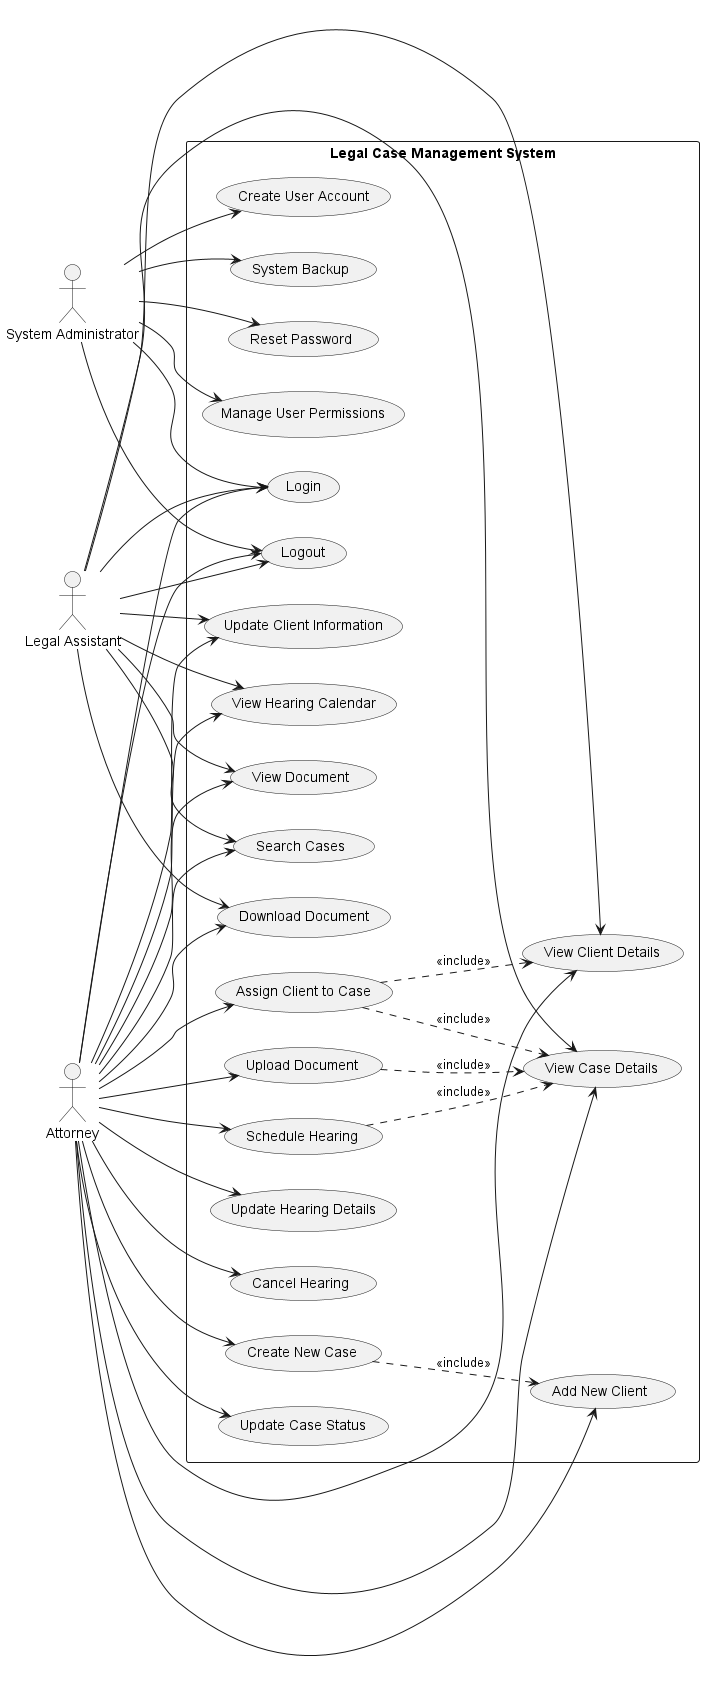 Legal Case Management System
Create User Account
System Backup
System Administrator
Reset Password
Manage User Permissions
Login
Logout
Update Client Information
Legal Assistant
View Hearing Calendar
View Document
Search Cases
Download Document
View Client Details
«include»
Assign Client to Case
«include»
Upload Document
«include»
View Case Details
«include»
Attorney
Schedule Hearing
Update Hearing Details
Cancel Hearing
Create New Case
«include»
Add New Client
Update Case Status